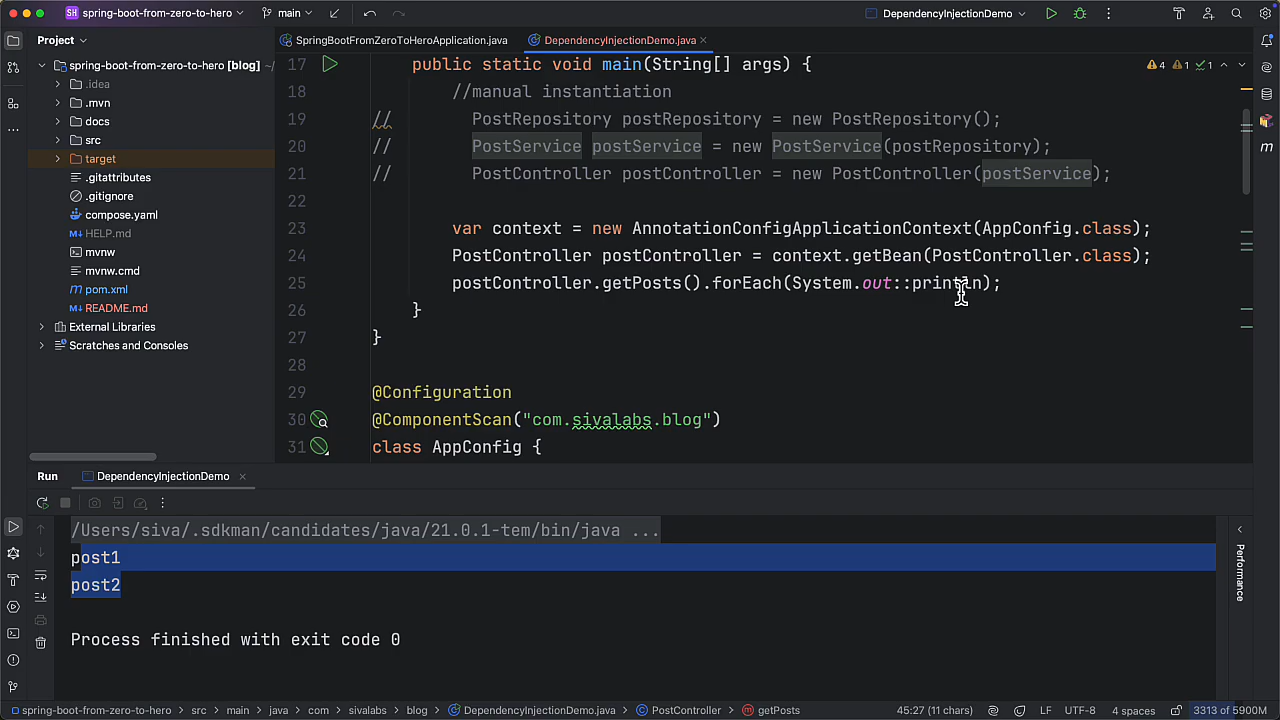 SH spring-boot-from-zero-to-hero main DependencyInjectionDemo
Project
SpringBootFromZeroToHeroApplication.java DependencyInjectionDemo.java
spring-boot-from-zero-to-hero [blog] ~/
.idea
.mvn
docs
src
target
.gitattributes
.gitignore
compose.yaml
HELP.md
mvnw
mvnw.cmd
pom.xml
README.md
External Libraries
Scratches and Consoles
17 public static void main(String[] args) { 4 1 1
18 //manual instantiation
19 // PostRepository postRepository = new PostRepository();
20 // PostService postService = new PostService(postRepository);
21 // PostController postController = new PostController(postService);
22
23 var context = new AnnotationConfigApplicationContext(AppConfig.class);
24 PostController postController = context.getBean(PostController.class);
25 postController.getPosts().forEach(System.out::println);
26 }
27 }
28
29 @Configuration
30 @ComponentScan("com.sivalabs.blog")
31 class AppConfig {
m
Run DependencyInjectionDemo
/Users/siva/.sdkman/candidates/java/21.0.1-tem/bin/java ...
post1
post2
Process finished with exit code 0
Performance
spring-boot-from-zero-to-hero src main java com sivalabs blog DependencyInjectionDemo.java PostController getPosts 45:27 (11 chars) LF UTF-8 4 spaces 3313 of 5900M